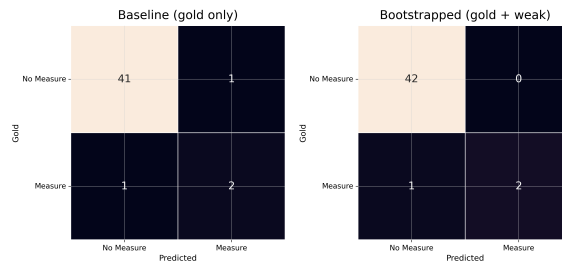 Baseline (gold only)
No Measure
Measure
Gold
41
1
1
2
No Measure
Measure
Predicted
Bootstrapped (gold + weak)
No Measure
Measure
Gold
42
0
1
2
No Measure
Measure
Predicted